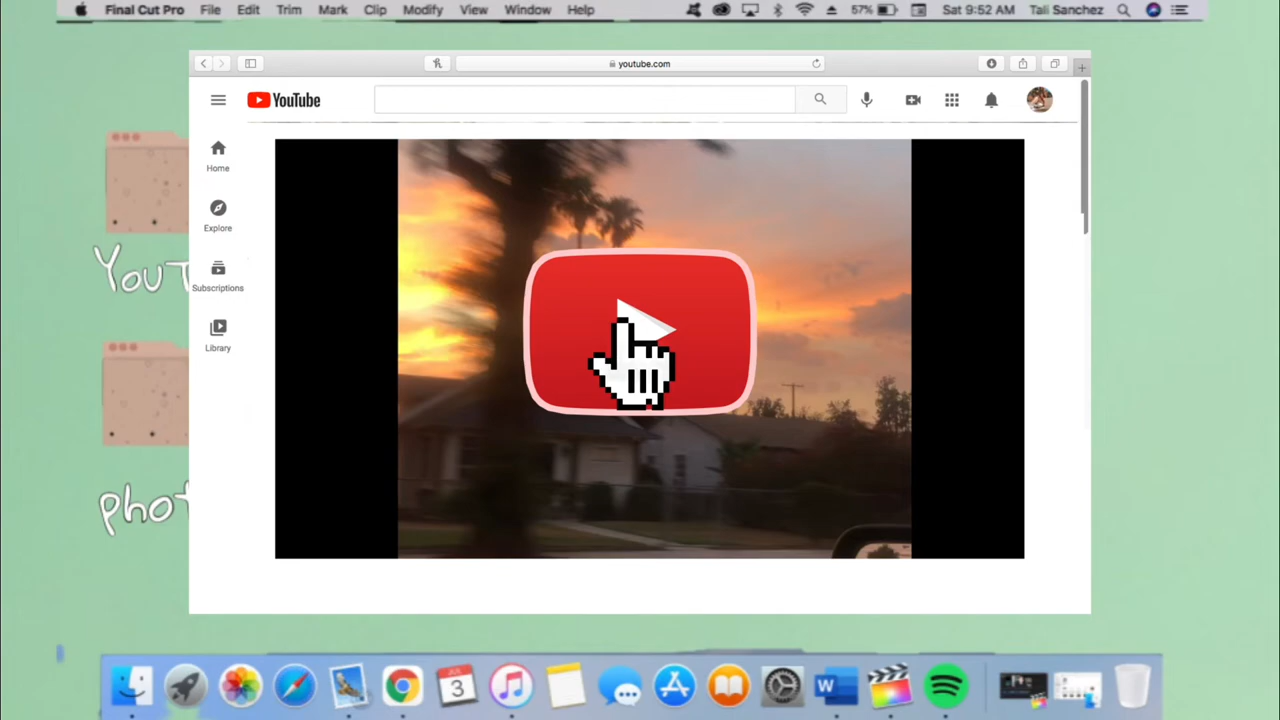 Final Cut Pro File Edit Trim Mark Clip Modify View Window Help 57% Sat 9:52 AM Tali Sanchez
youtube.com
YouTube
Home
Explore
Subscriptions
Library
YouT
phot
3
W